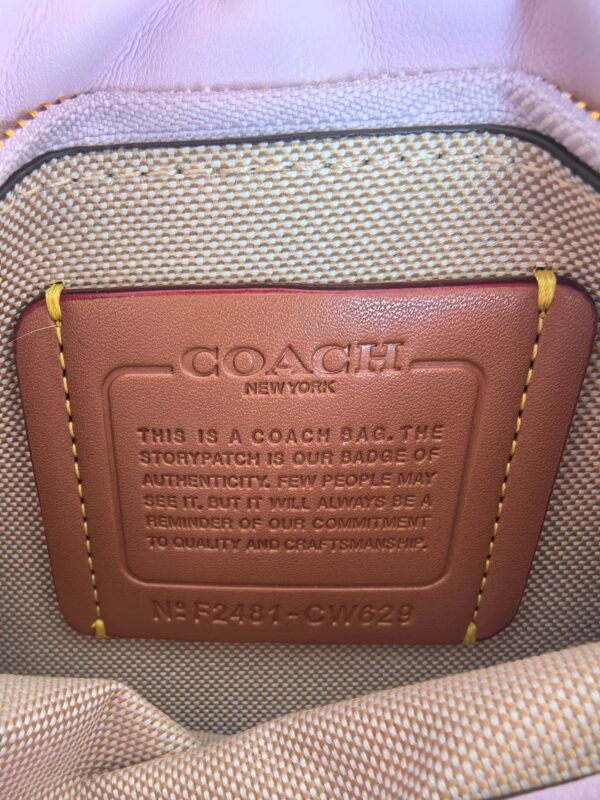 COACH
NEW YORK
THIS IS A COACH BAG. THE
STORYPATCH IS OUR BADGE OF
AUTHENTICITY. FEW PEOPLE MAY
SEE IT, BUT IT WILL ALWAYS BE A
REMINDER OF OUR COMMITMENT
TO QUALITY AND CRAFTSMANSHIP.
Nº F2481-CW629